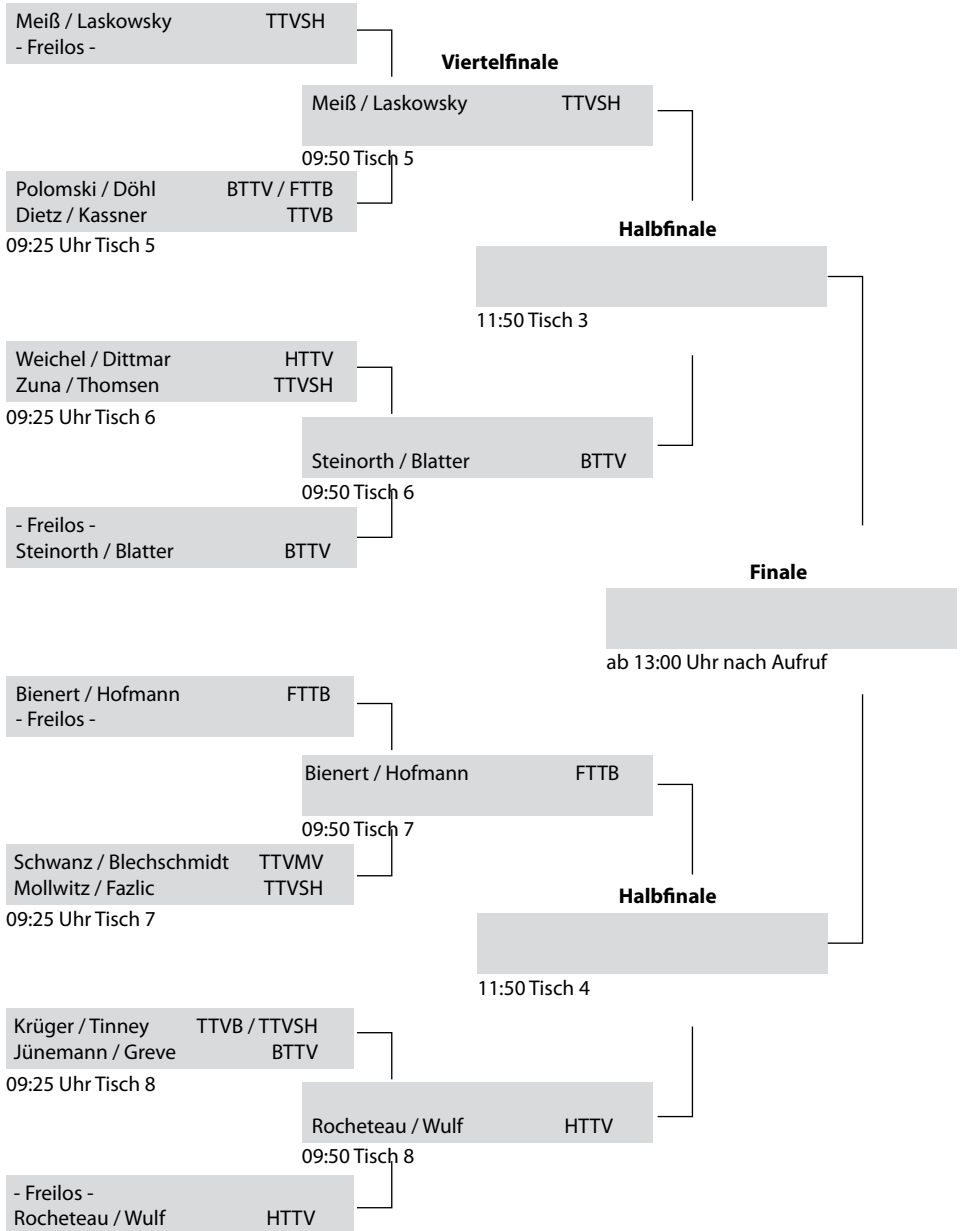 Meiß / Laskowsky TTVSH
- Freilos -
Viertelfinale
Meiß / Laskowsky TTVSH
09:50 Tisch 5
Polomski / Döhl BTTV / FTTB
Dietz / Kassner TTVB
09:25 Uhr Tisch 5
Halbfinale
11:50 Tisch 3
Weichel / Dittmar HTTV
Zuna / Thomsen TTVSH
09:25 Uhr Tisch 6
Steinorth / Blatter BTTV
09:50 Tisch 6
- Freilos -
Steinorth / Blatter BTTV
Finale
ab 13:00 Uhr nach Aufruf
Bienert / Hofmann FTTB
- Freilos -
Bienert / Hofmann FTTB
09:50 Tisch 7
Schwanz / Blechschmidt TTVMV
Mollwitz / Fazlic TTVSH
09:25 Uhr Tisch 7
Halbfinale
11:50 Tisch 4
Krüger / Tinney TTVB / TTVSH
Jünemann / Greve BTTV
09:25 Uhr Tisch 8
Rocheteau / Wulf HTTV
09:50 Tisch 8
- Freilos -
Rocheteau / Wulf HTTV